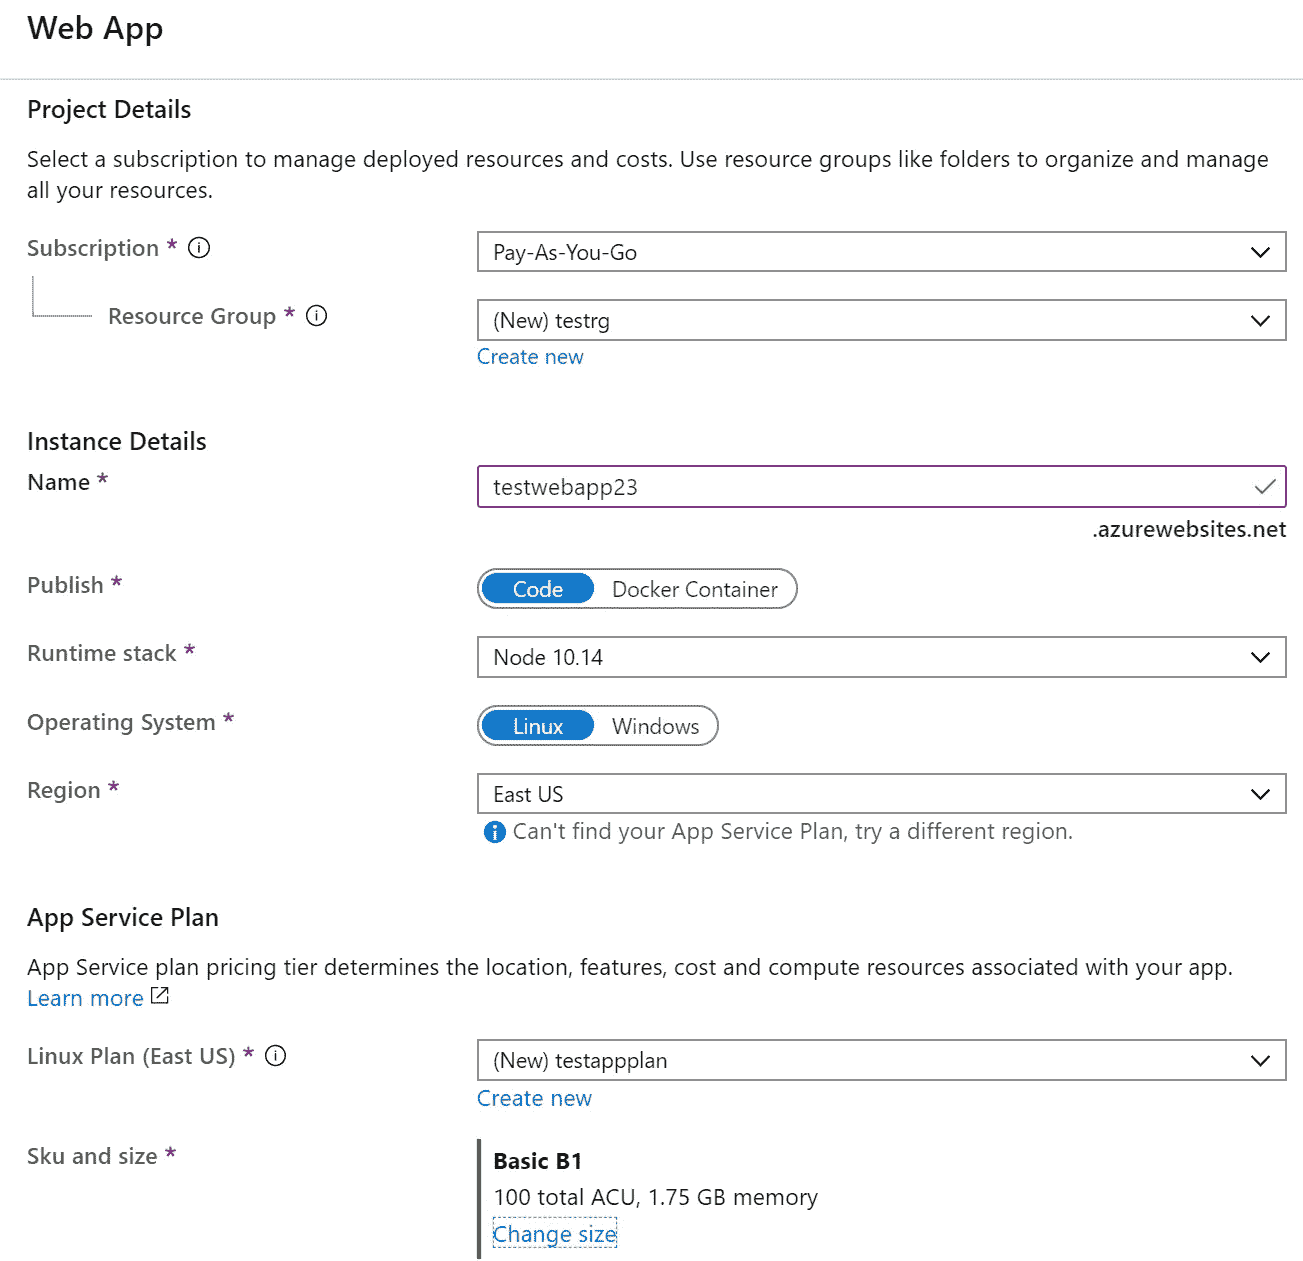 Web App
Project Details
Select a subscription to manage deployed resources and costs. Use resource groups like folders to organize and manage
all your resources.
Subscription *
Pay-As-You-Go
Resource Group *
(New) testrg
Create new
Instance Details
Name *
testwebapp23
.azurewebsites.net
Publish *
Code Docker Container
Runtime stack *
Node 10.14
Operating System *
Linux Windows
Region *
East US
Can't find your App Service Plan, try a different region.
App Service Plan
App Service plan pricing tier determines the location, features, cost and compute resources associated with your app.
Learn more
Linux Plan (East US) *
(New) testappplan
Create new
Sku and size *
Basic B1
100 total ACU, 1.75 GB memory
Change size